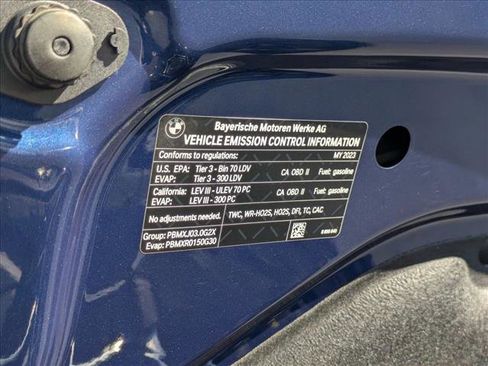 BMW
Bayerische Motoren Werke AG
VEHICLE EMISSION CONTROL INFORMATION
Conforms to regulations: MY 2023
U.S. EPA: Tier 3 - Bin 70 LDV CA OBD II Fuel: gasoline
EVAP: Tier 3 - 300 LDV
California: LEV III - ULEV 70 PC CA OBD II Fuel: gasoline
EVAP: LEV III - 300 PC
No adjustments needed. TWC, WR-HO2S, HO2S, DFI, TC, CAC
Group: PBMXJ03.0G2X
Evap: PBMXR0150G30